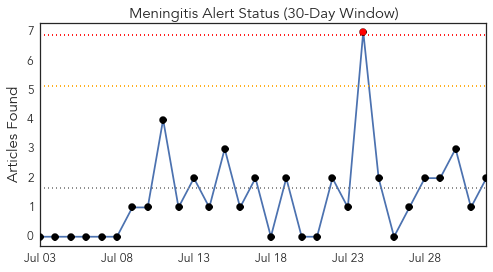 Meningitis Alert Status (30-Day Window)
Articles Found
7
6
5
4
3
2
1
0
Jul 03 Jul 08 Jul 13 Jul 18 Jul 23 Jul 28